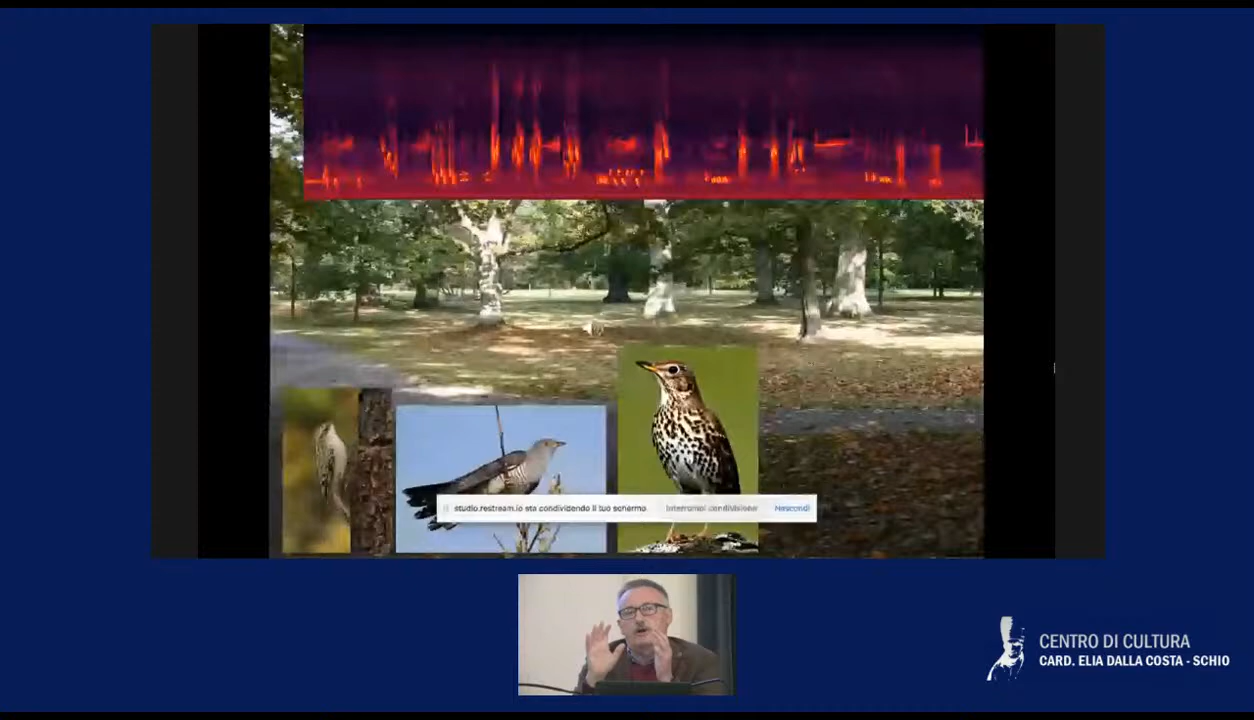 studio.restream.io sta condividendo il tuo schermo. Interrompi condivisione Nascondi
CENTRO DI CULTURA
CARD. ELIA DALLA COSTA - SCHIO